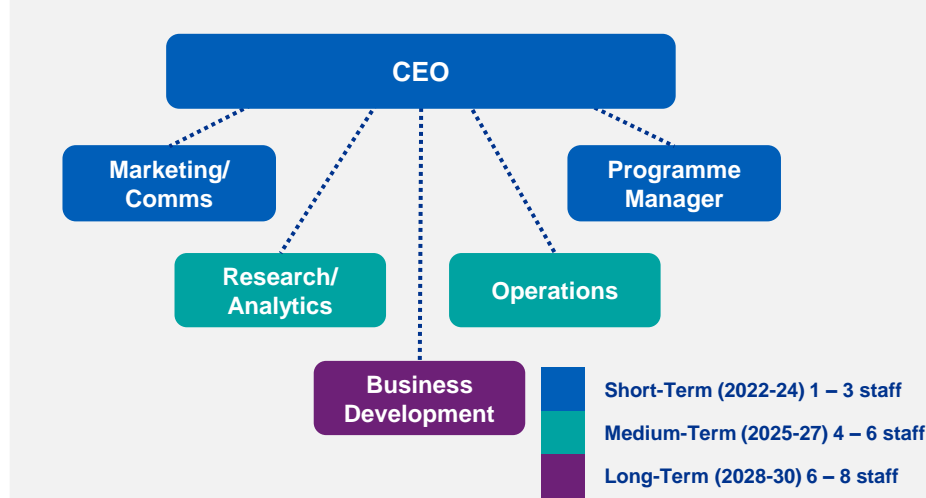 CEO
Marketing/
Comms
Programme
Manager
Research/
Analytics
Operations
Business
Development
Short-Term (2022-24) 1 – 3 staff
Medium-Term (2025-27) 4 – 6 staff
Long-Term (2028-30) 6 – 8 staff